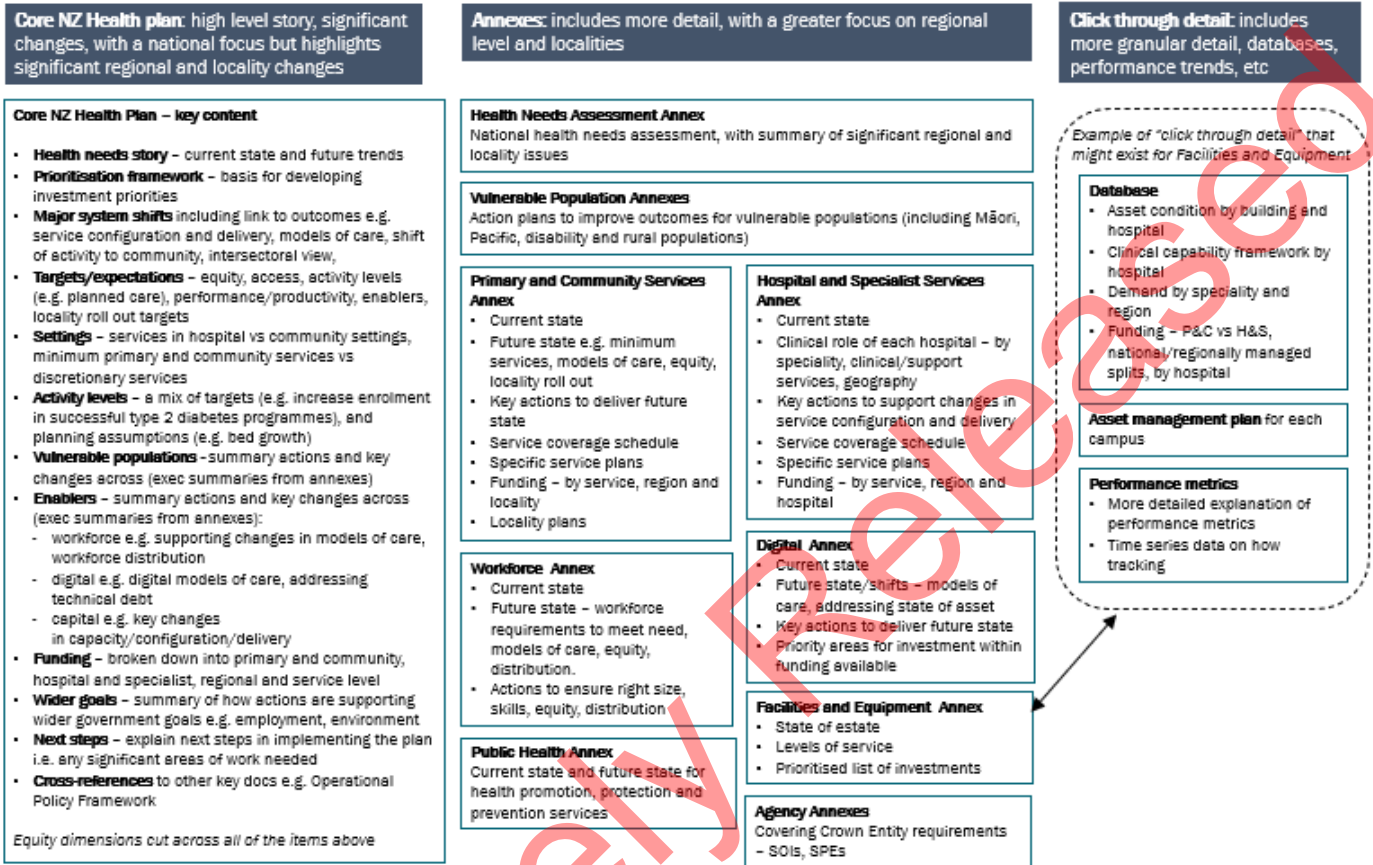 Core NZ Health plan: high level story, significant
changes, with a national focus but highlights
significant regional and locality changes
Annexes: includes more detail, with a greater focus on regional
level and localities
Click through detail: includes
more granular detail, databases,
performance trends, etc
Core NZ Health Plan – key content
▪ Health needs story – current state and future trends
▪ Prioritisation framework – basis for developing
investment priorities
▪ Major system shifts including link to outcomes e.g.
service configuration and delivery, models of care, shift
of activity to community, intersectoral view,
▪ Targets/expectations – equity, access, activity levels
(e.g. planned care), performance/productivity, enablers,
locality roll out targets
▪ Settings – services in hospital vs community settings,
minimum primary and community services vs
discretionary services
▪ Activity levels – a mix of targets (e.g. increase enrolment
in successful type 2 diabetes programmes), and
planning assumptions (e.g. bed growth)
▪ Vulnerable populations - summary actions and key
changes across (exec summaries from annexes)
▪ Enablers – summary actions and key changes across
(exec summaries from annexes):
- workforce e.g. supporting changes in models of care,
workforce distribution
- digital e.g. digital models of care, addressing
technical debt
- capital e.g. key changes
in capacity/configuration/delivery
▪ Funding – broken down into primary and community,
hospital and specialist, regional and service level
▪ Wider goals – summary of how actions are supporting
wider government goals e.g. employment, environment
▪ Next steps – explain next steps in implementing the plan
i.e. any significant areas of work needed
▪ Cross-references to other key docs e.g. Operational
Policy Framework
Equity dimensions cut across all of the items above
Health Needs Assessment Annex
National health needs assessment, with summary of significant regional and
locality issues
Vulnerable Population Annexes
Action plans to improve outcomes for vulnerable populations (including Māori,
Pacific, disability and rural populations)
Primary and Community Services
Annex
▪ Current state
▪ Future state e.g. minimum
services, models of care, equity,
locality roll out
▪ Key actions to deliver future
state
▪ Service coverage schedule
▪ Specific service plans
▪ Funding – by service, region and
locality
▪ Locality plans
Hospital and Specialist Services
Annex
▪ Current state
▪ Clinical role of each hospital – by
speciality, clinical/support
services, geography
▪ Key actions to support changes in
service configuration and delivery
▪ Service coverage schedule
▪ Specific service plans
▪ Funding – by service, region and
hospital
Workforce Annex
▪ Current state
▪ Future state – workforce
requirements to meet need,
models of care, equity,
distribution.
▪ Actions to ensure right size,
skills, equity, distribution
Digital Annex
▪ Current state
▪ Future state/shifts – models of
care, addressing state of asset
▪ Key actions to deliver future state
▪ Priority areas for investment within
funding available
Facilities and Equipment Annex
▪ State of estate
▪ Levels of service
▪ Prioritised list of investments
Public Health Annex
Current state and future state for
health promotion, protection and
prevention services
Agency Annexes
Covering Crown Entity requirements
– SOIs, SPEs
Example of "click through detail" that
might exist for Facilities and Equipment
Database
▪ Asset condition by building and
hospital
▪ Clinical capability framework by
hospital
▪ Demand by speciality and
region
▪ Funding – P&C vs H&S,
national/regionally managed
splits, by hospital
Asset management plan for each
campus
Performance metrics
▪ More detailed explanation of
performance metrics
▪ Time series data on how
tracking
ely Released